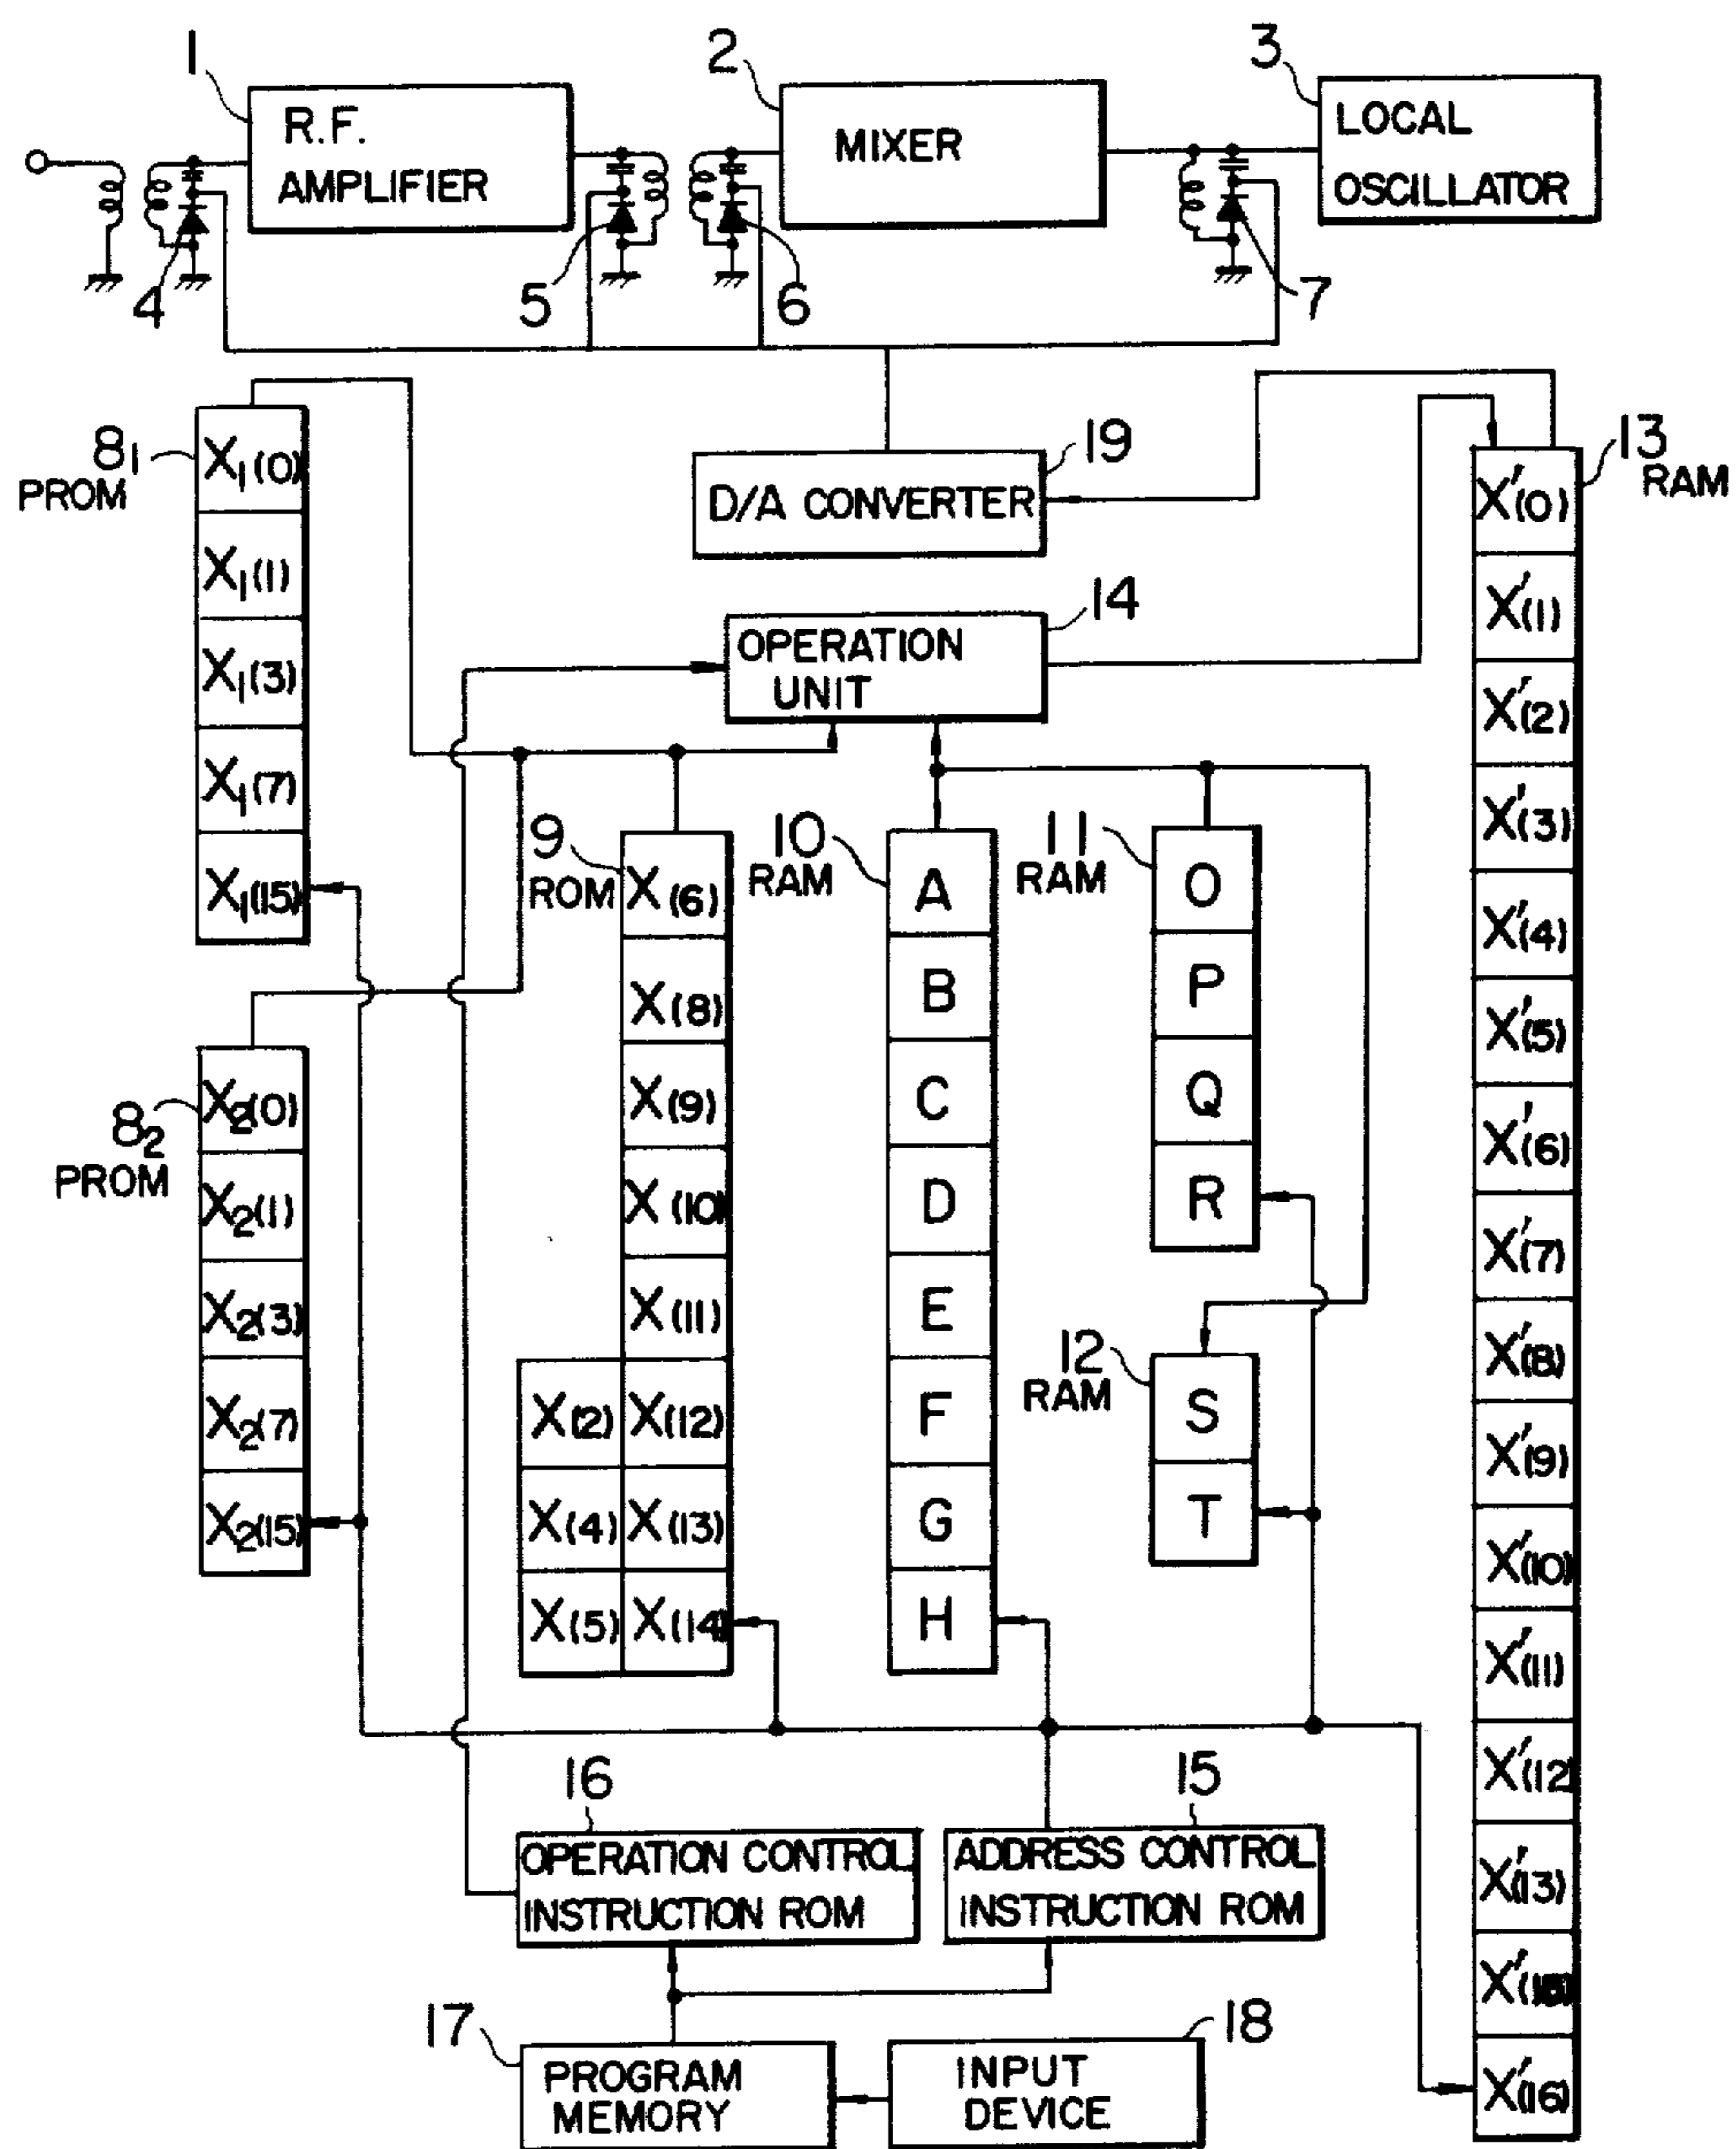 1
R.F.
AMPLIFIER
2
MIXER
3
LOCAL
OSCILLATOR
4
5
6
7
8₁
PROM
X₁(0)
X₁(1)
X₁(3)
X₁(7)
X₁(15)
8₂
PROM
X₂(0)
X₂(1)
X₂(3)
X₂(7)
X₂(15)
19
D/A CONVERTER
14
OPERATION
UNIT
9
ROM
X(6)
X(8)
X(9)
X(10)
X(11)
X(2) X(12)
X(4) X(13)
X(5) X(14)
10
RAM
A
B
C
D
E
F
G
H
11
RAM
O
P
Q
R
12
RAM
S
T
13
RAM
X'(0)
X'(1)
X'(2)
X'(3)
X'(4)
X'(5)
X'(6)
X'(7)
X'(8)
X'(9)
X'(10)
X'(11)
X'(12)
X'(13)
X'(16)
16
OPERATION CONTROL
INSTRUCTION ROM
15
ADDRESS CONTROL
INSTRUCTION ROM
17
PROGRAM
MEMORY
18
INPUT
DEVICE